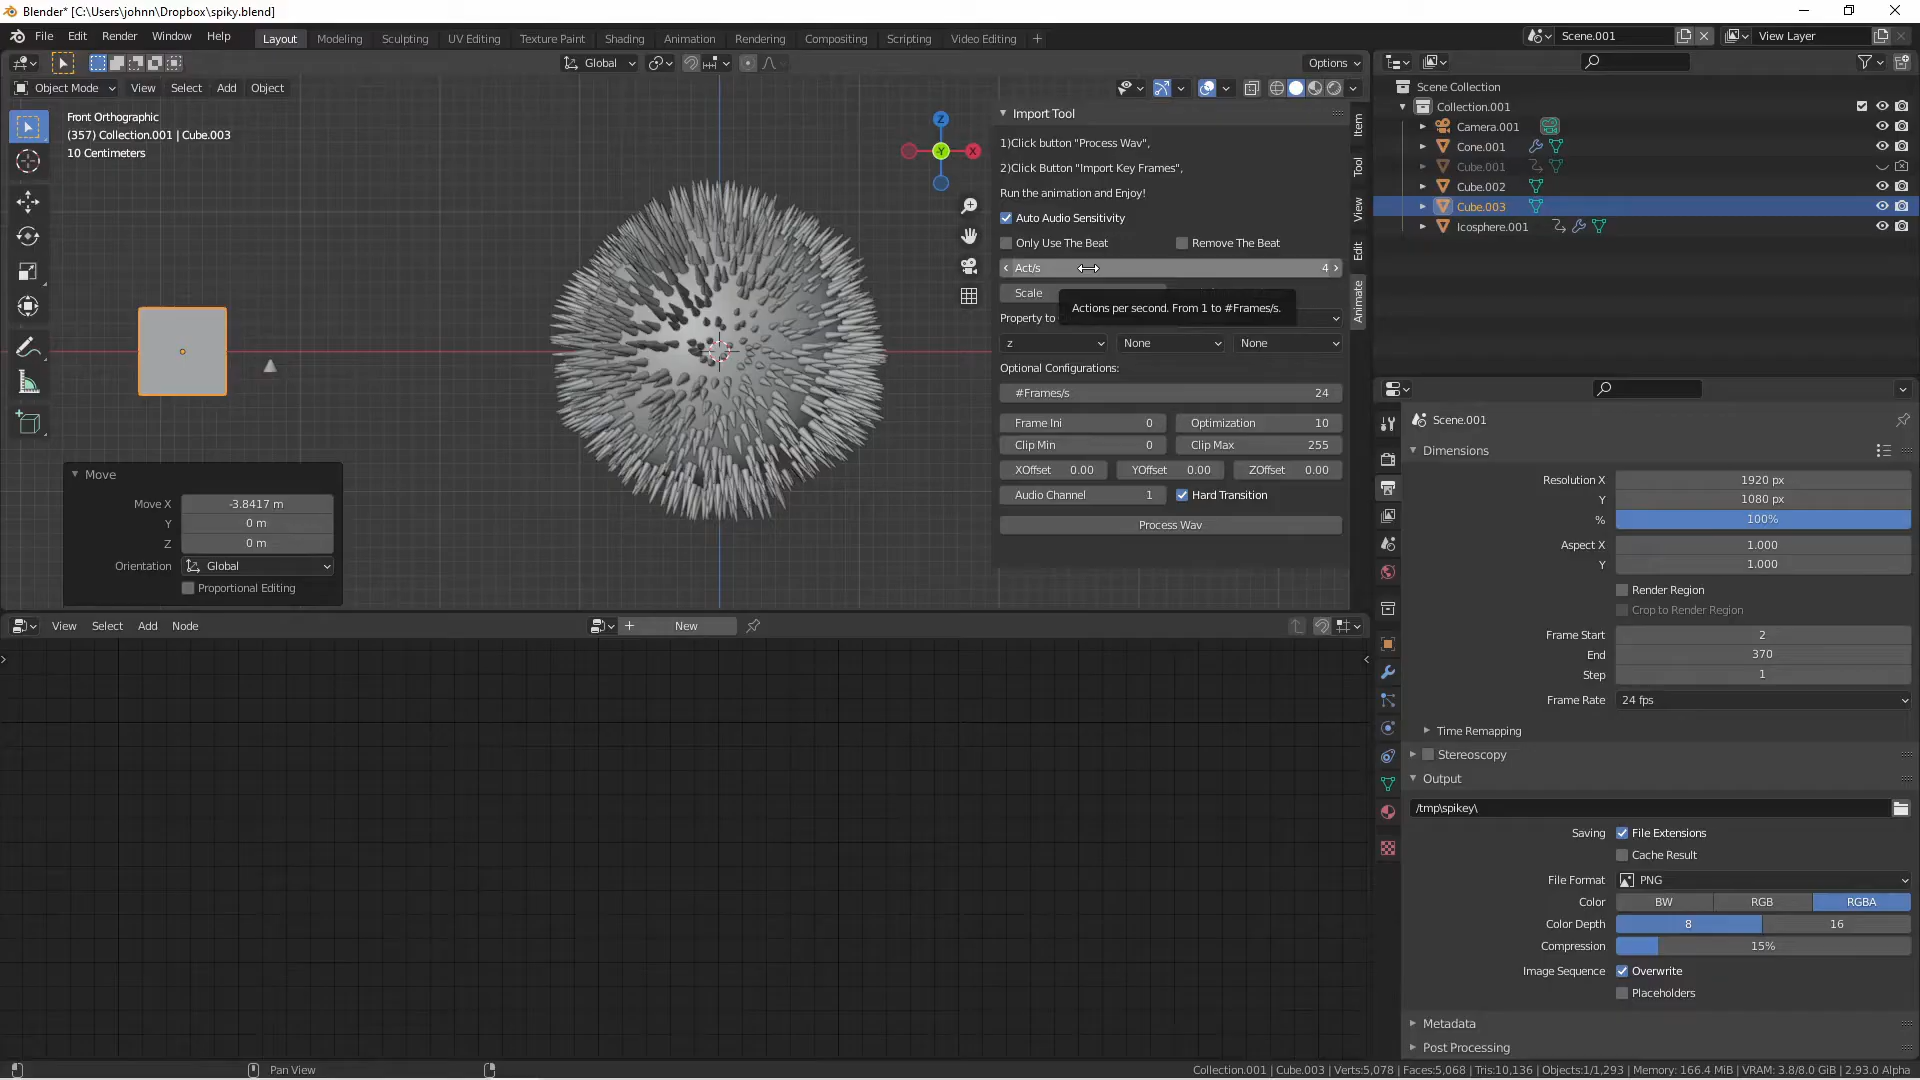 Blender* [C:\Users\johnn\Dropbox\spiky.blend]
File Edit Render Window Help
Layout Modeling Sculpting UV Editing Texture Paint Shading Animation Rendering Compositing Scripting Video Editing +
Scene.001
View Layer
Global
Options
Object Mode View Select Add Object
Front Orthographic
(357) Collection.001 | Cube.003
10 Centimeters
Z
X
-Y
Import Tool
1)Click button "Process Wav",
2)Click Button "Import Key Frames",
Run the animation and Enjoy!
Auto Audio Sensitivity
Only Use The Beat Remove The Beat
Act/s 4
Scale
Actions per second. From 1 to #Frames/s.
Property to
z None None
Optional Configurations:
#Frames/s 24
Frame Ini 0 Optimization 10
Clip Min 0 Clip Max 255
XOffset 0.00 YOffset 0.00 ZOffset 0.00
Audio Channel 1 Hard Transition
Process Wav
Item
Tool
View
Edit
Animate
Move
Move X -3.8417 m
Y 0 m
Z 0 m
Orientation Global
Proportional Editing
View Select Add Node
+ New
Scene Collection
Collection.001
Camera.001
Cone.001
Cube.001
Cube.002
Cube.003
Icosphere.001
Scene.001
Dimensions
Resolution X 1920 px
Y 1080 px
% 100%
Aspect X 1.000
Y 1.000
Render Region
Crop to Render Region
Frame Start 2
End 370
Step 1
Frame Rate 24 fps
Time Remapping
Stereoscopy
Output
/tmp\spikey\
Saving File Extensions
Cache Result
File Format PNG
Color BW RGB RGBA
Color Depth 8 16
Compression 15%
Image Sequence Overwrite
Placeholders
Metadata
Post Processing
Pan View
Collection.001 | Cube.003 | Verts:5,078 | Faces:5,068 | Tris:10,136 | Objects:1/1,293 | Memory: 166.4 MiB | VRAM: 3.8/8.0 GiB | 2.93.0 Alpha